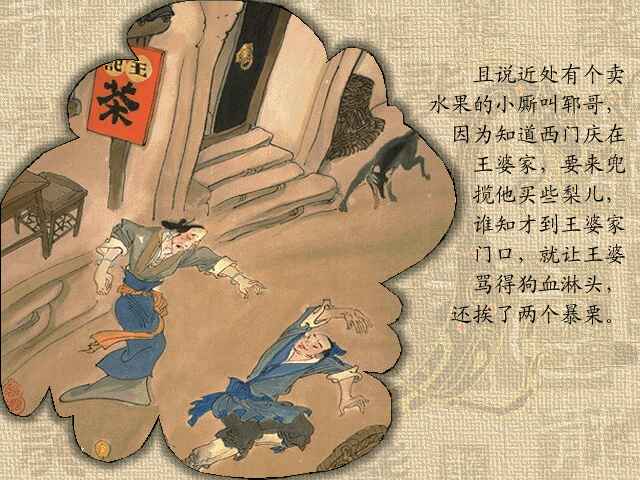 王
茶
且说近处有个卖
水果的小厮叫郓哥，
因为知道西门庆在
王婆家，要来兜
揽他买些梨儿，
谁知才到王婆家
门口，就让王婆
骂得狗血淋头，
还挨了两个暴栗。